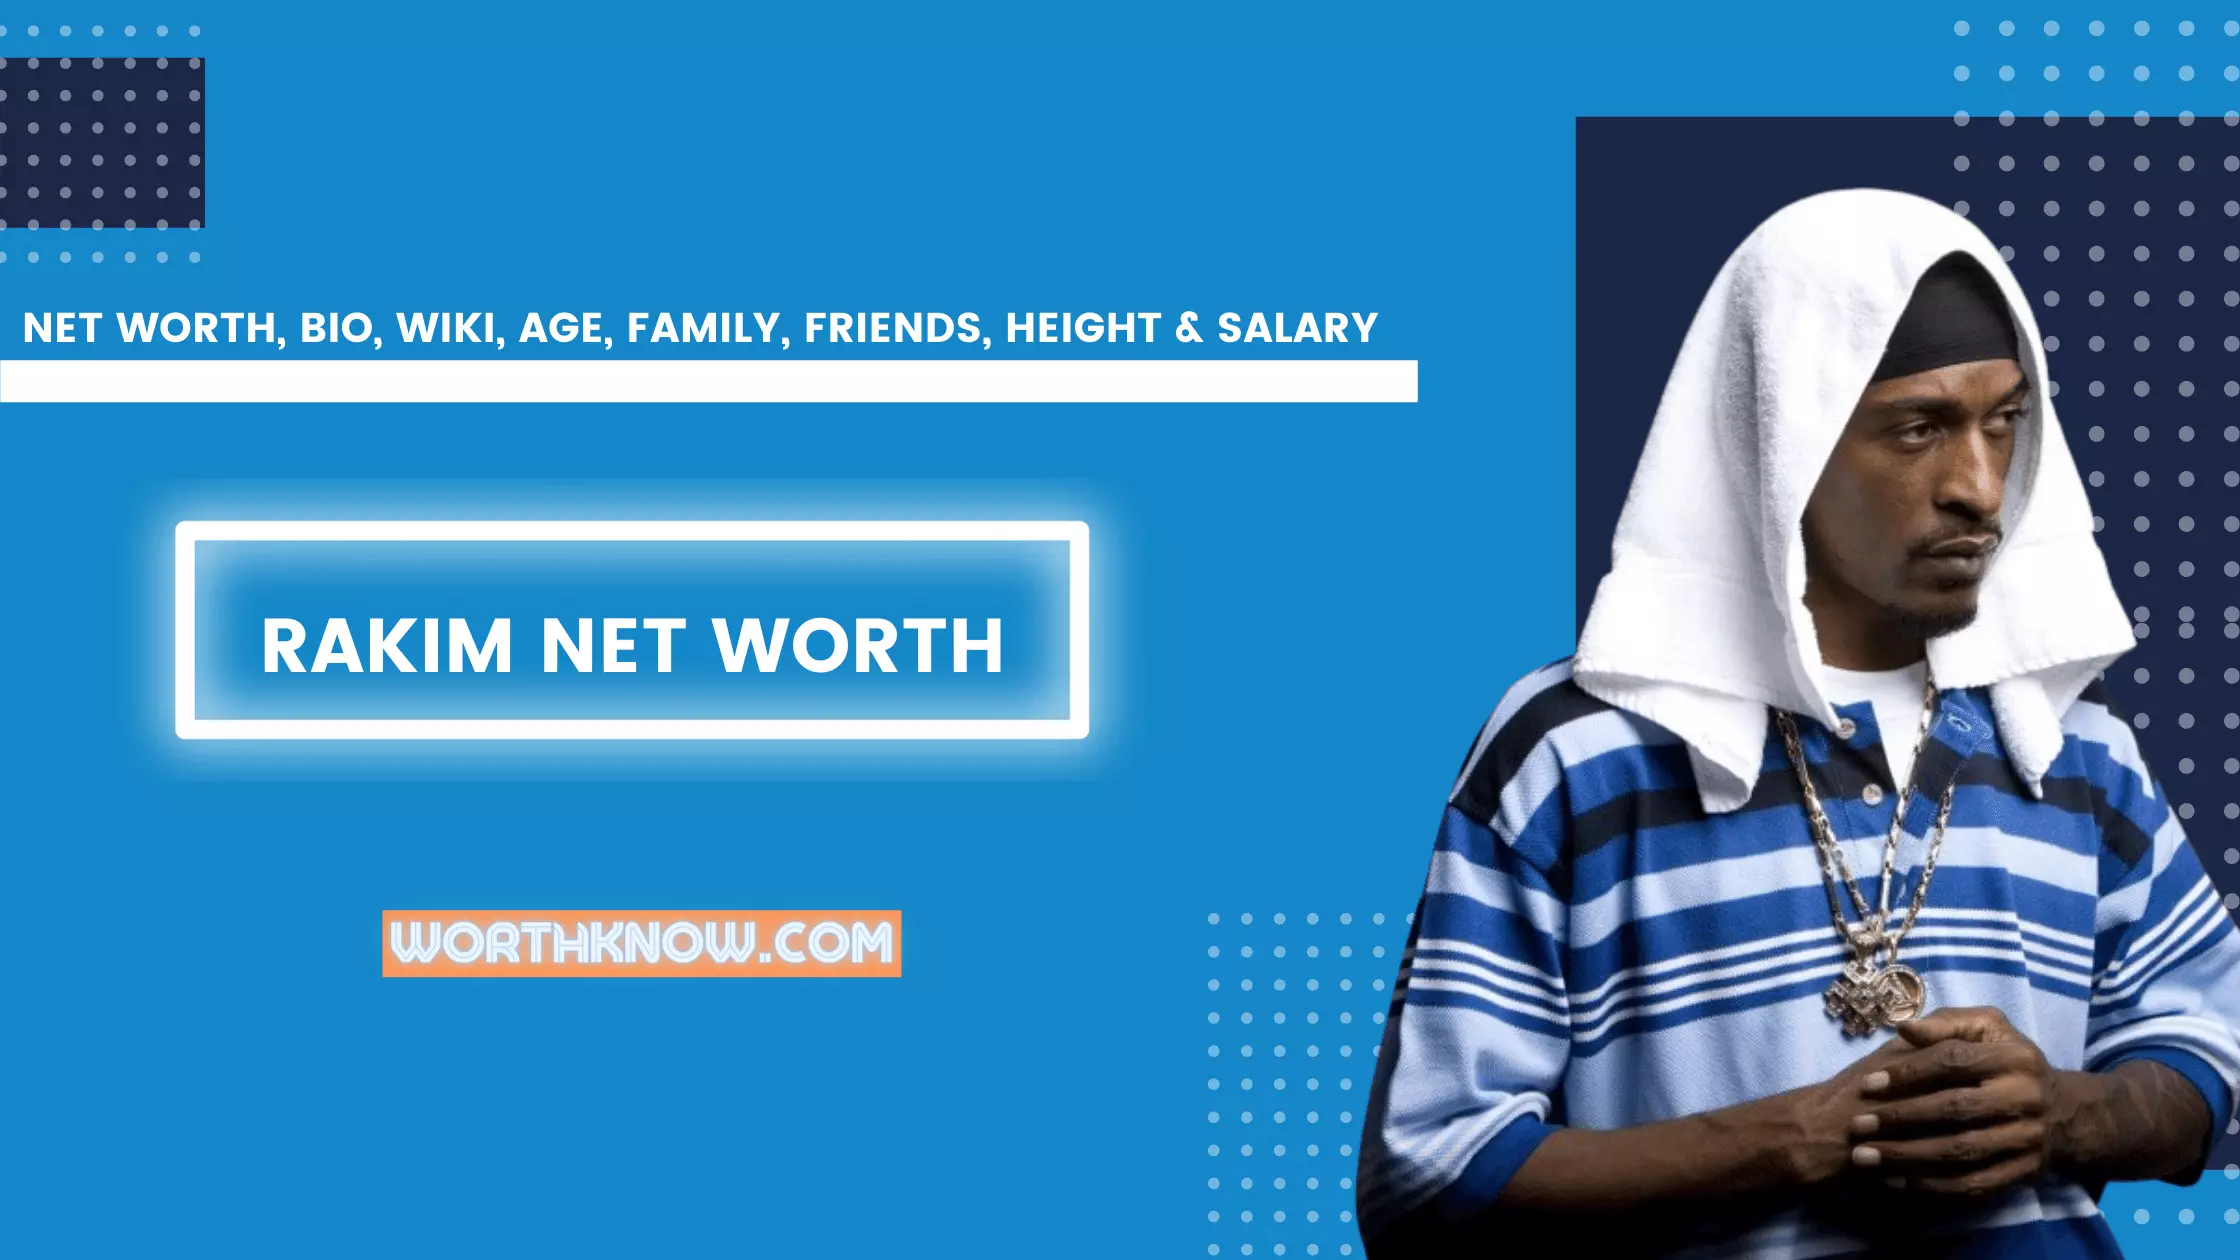 NET WORTH, BIO, WIKI, AGE, FAMILY, FRIENDS, HEIGHT & SALARY
RAKIM NET WORTH
WORTHKNOW.COM